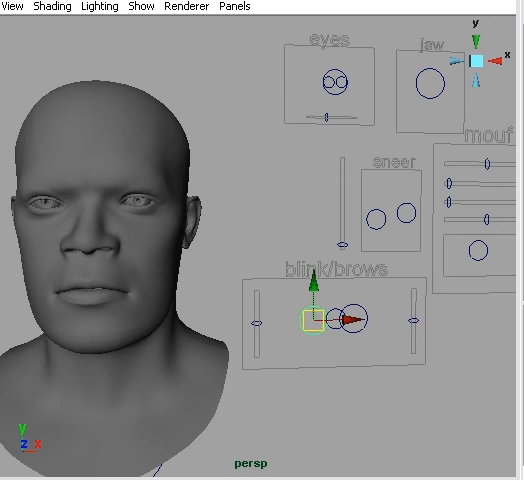 View Shading Lighting Show Renderer Panels
y
x
eyes
jaw
mouf
sneer
blink/brows
y
z x
persp